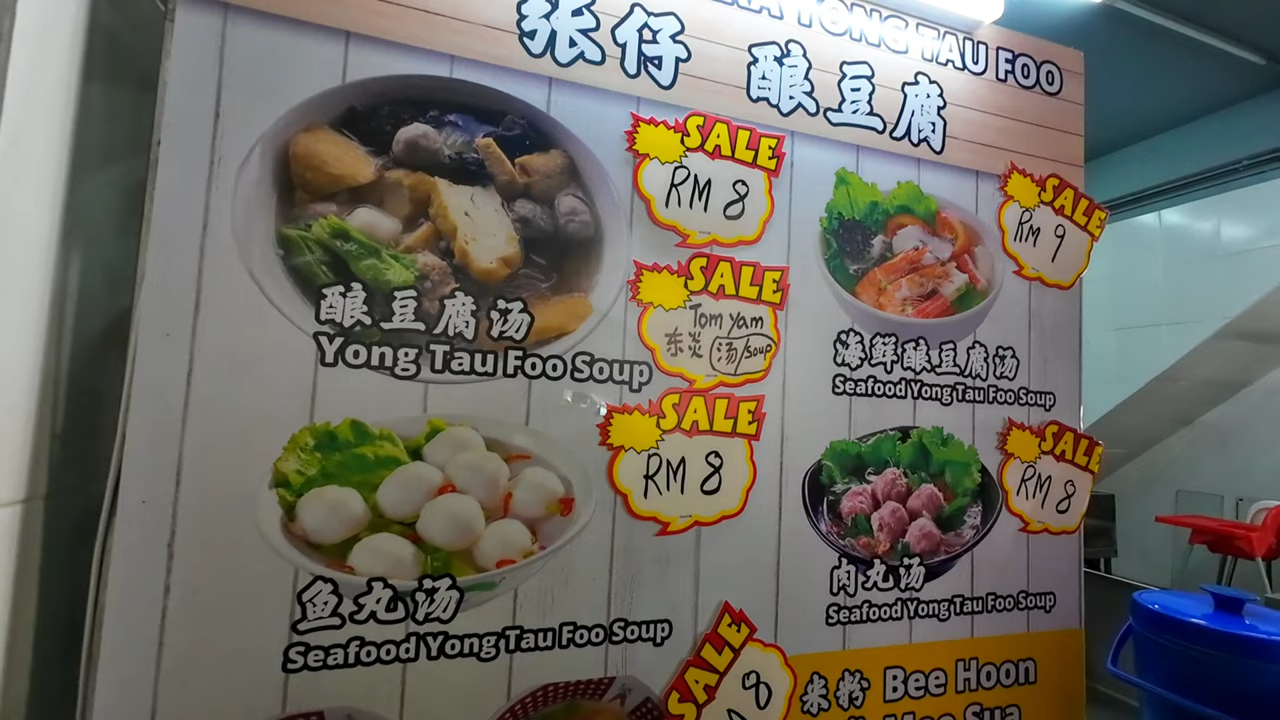 YONG TAU FOO
张仔 酿豆腐
SALE
RM 8
酿豆腐汤
Yong Tau Foo Soup
SALE
Tom Yam
东炎 汤/soup
SALE
RM 9
海鲜酿豆腐汤
Seafood Yong Tau Foo Soup
SALE
RM 8
鱼丸汤
Seafood Yong Tau Foo Soup
SALE
RM 8
肉丸汤
Seafood Yong Tau Foo Soup
SALE
8
米粉 Bee Hoon
Mee Sua